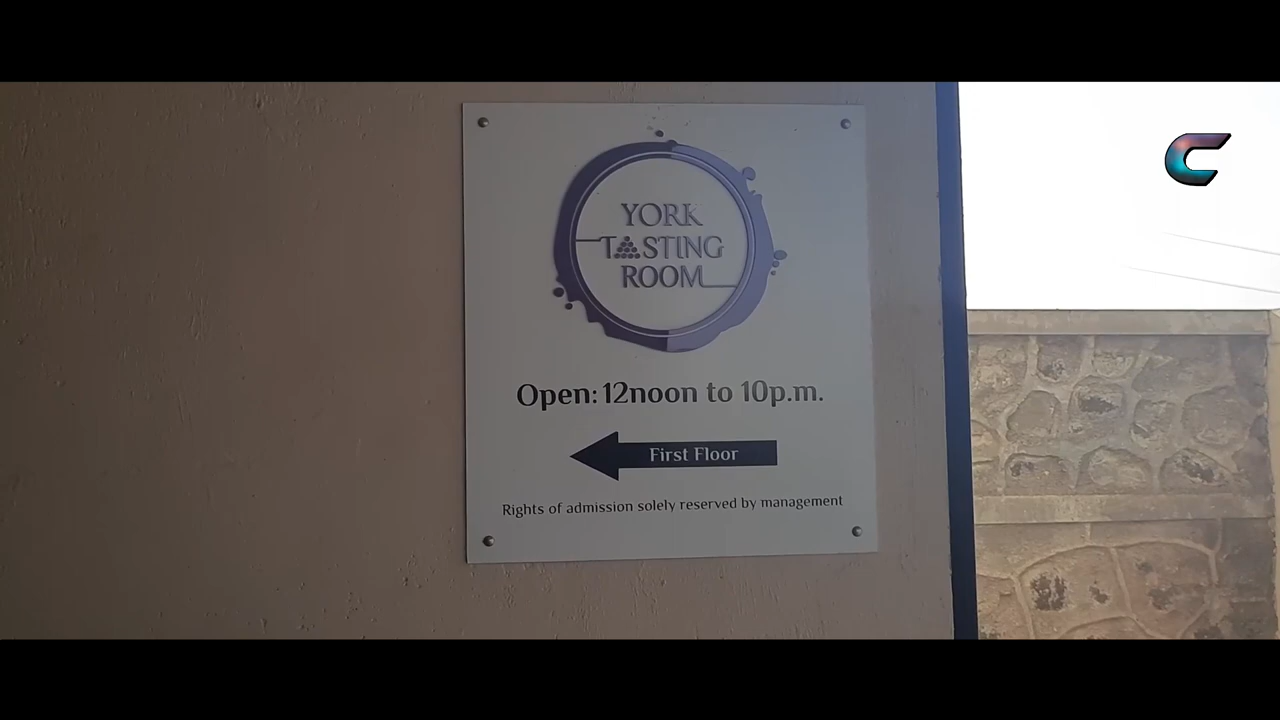 YORK
TASTING
ROOM
Open: 12noon to 10p.m.
First Floor
Rights of admission solely reserved by management